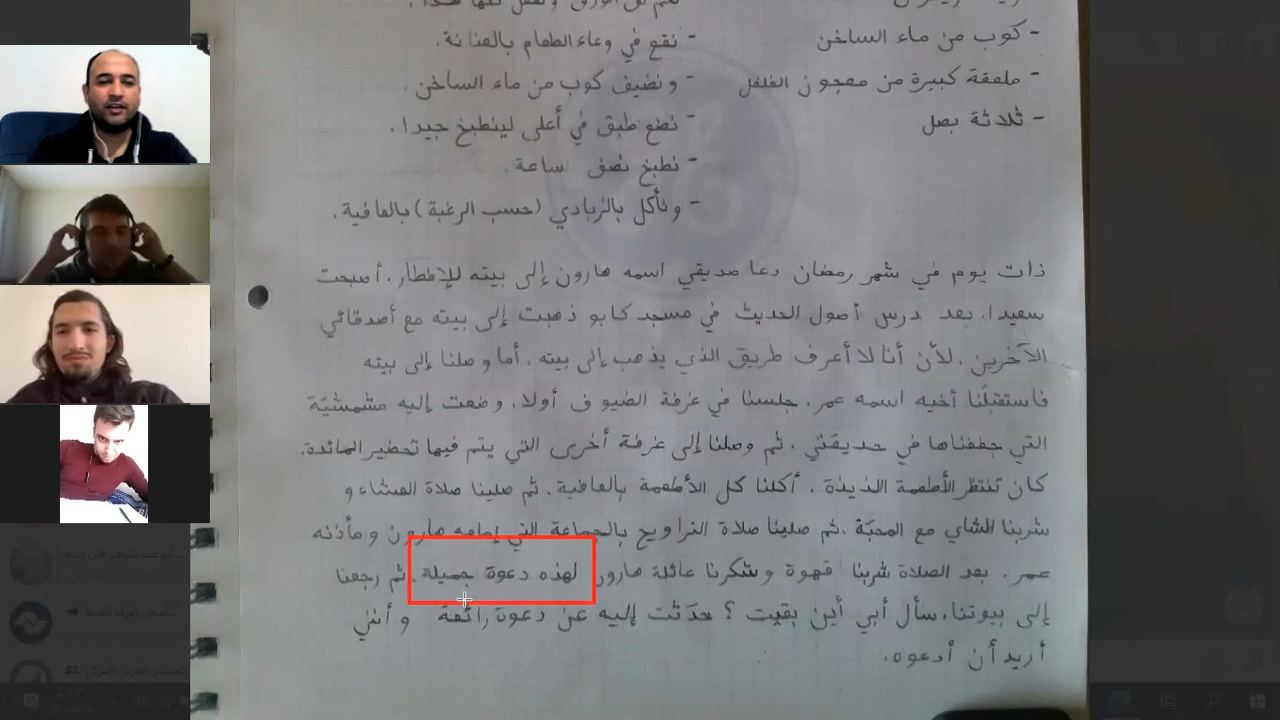 - كوب من ماء الساخن
- ملعقة كبيرة من معجون الفلفل
- ثلاثة بصل
- نقع في وعاء الطعام بالعناية.
- ونضيف كوب من ماء الساخن.
- نضع طبق في أعلى لينطبخ جيدا.
- نطبخ نصف ساعة.
- ونأكل بالزبادي (حسب الرغبة) بالعافية.
ذات يوم في شهر رمضان دعا صديقي اسمه هارون إلى بيته للإفطار. أصبحت
سعيدا. بعد درس أصول الحديث في مسجد كابو ذهبت إلى بيته مع أصدقائي
الآخرين. لأن أنا لا أعرف طريق الذي يذهب إلى بيته. أما وصلنا إلى بيته
فاستقبلنا أخيه اسمه عمر. جلسنا في غرفة الضيوف أولا. وضعت إليه مشمشيّة
التي جففناها في حديقتي. ثم وصلنا إلى غرفة أخرى التي يتم فيها تحضير المائدة.
كان تنتظر الأطعمة الذيذة. أكلنا كل الأطعمة بالعافية. ثم صلينا صلاة العشاء و
شربنا الشاي مع المحبّة. ثم صلينا صلاة التراويح بالجماعة التي إمامه هارون ومأذنه
عمر. بعد الصلاة شربنا قهوة وشكرنا عائلة هارون لهذه دعوة جميلة. ثم رجعنا
إلى بيوتنا. سأل أبي أين بقيت؟ حدّثت إليه عن دعوة رائعة وأنني
أريد أن أدعوه.